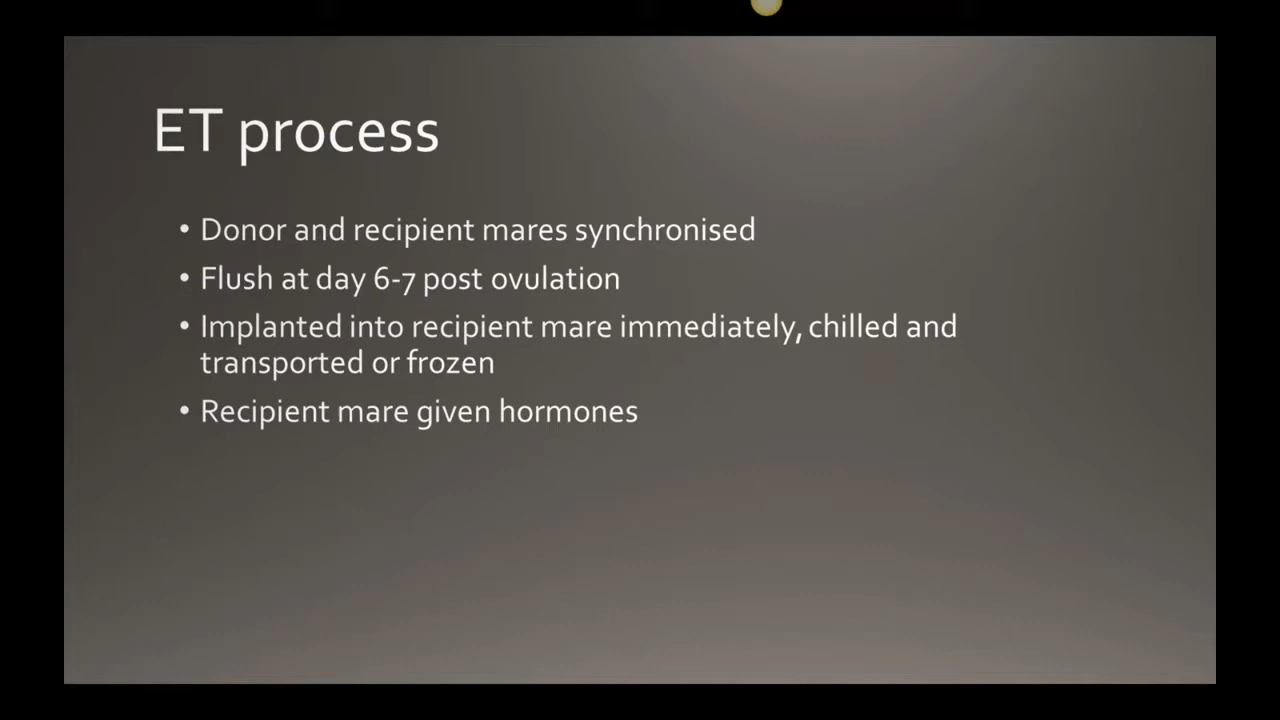 ET process
• Donor and recipient mares synchronised
• Flush at day 6-7 post ovulation
• Implanted into recipient mare immediately, chilled and
transported or frozen
• Recipient mare given hormones